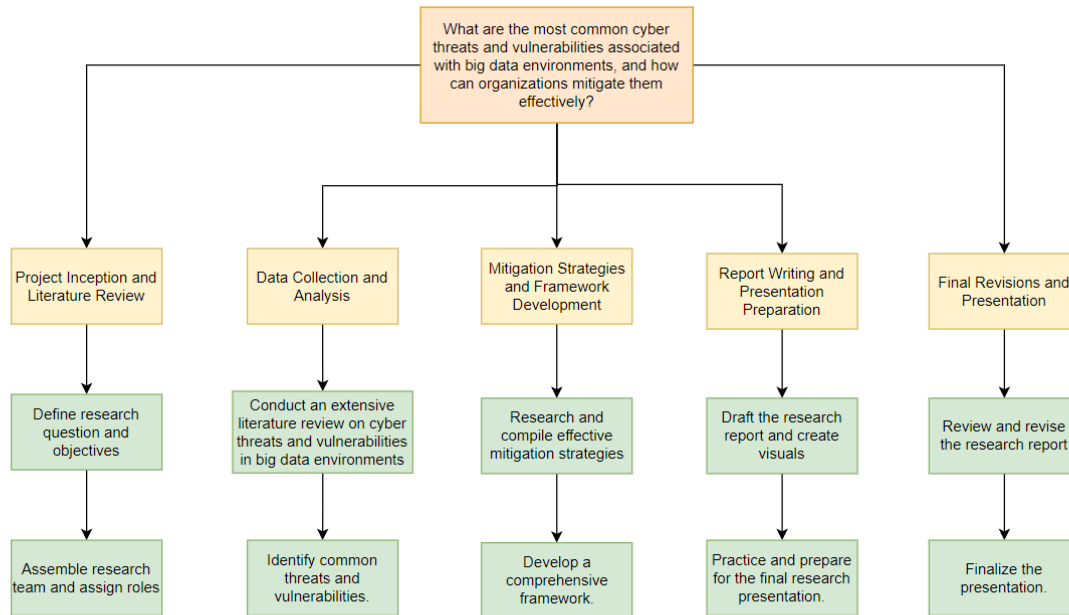 What are the most common cyber
threats and vulnerabilities associated
with big data environments, and how
can organizations mitigate them
effectively?
Project Inception and
Literature Review
Data Collection and
Analysis
Mitigation Strategies
and Framework
Development
Report Writing and
Presentation
Preparation
Final Revisions and
Presentation
Define research
question and
objectives
Conduct an extensive
literature review on cyber
threats and vulnerabilities
in big data environments
Research and
compile effective
mitigation strategies
Draft the research
report and create
visuals
Review and revise
the research report
Assemble research
team and assign roles
Identify common
threats and
vulnerabilities.
Develop a
comprehensive
framework.
Practice and prepare
for the final research
presentation.
Finalize the
presentation.